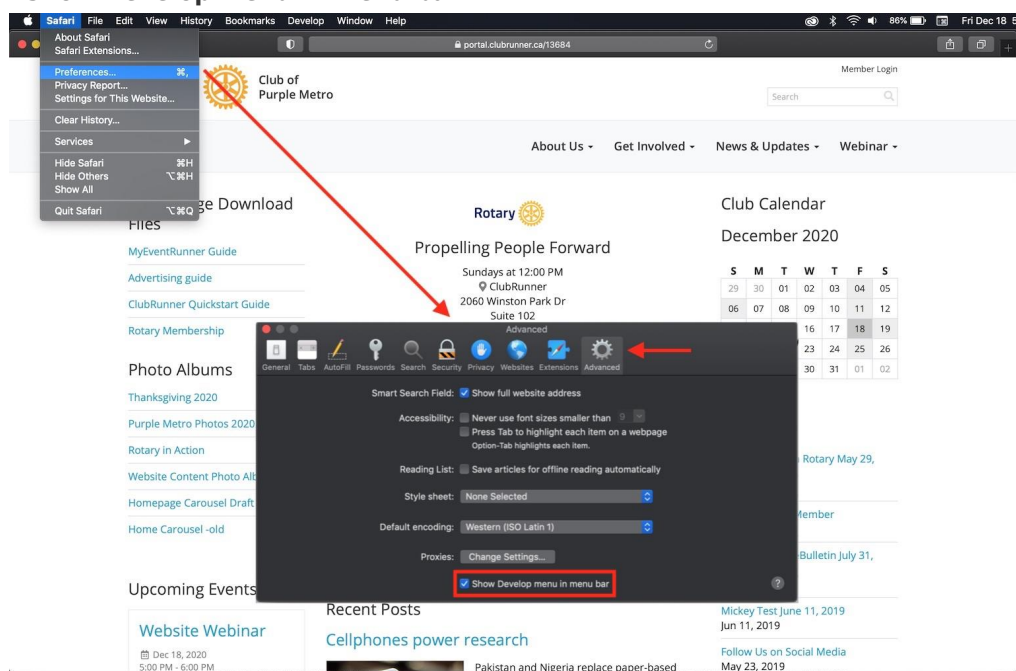 Safari File Edit View History Bookmarks Develop Window Help 86% Fri Dec 18
About Safari
Safari Extensions...
Preferences... ⌘,
Privacy Report...
Settings for This Website...
Clear History...
Services
Hide Safari ⌘H
Hide Others ⌥⌘H
Show All
Quit Safari ⌥⌘Q
portal.clubrunner.ca/13684
Club of
Purple Metro
Member Login
Search
About Us Get Involved News & Updates Webinar
Download
Files
MyEventRunner Guide
Advertising guide
ClubRunner Quickstart Guide
Rotary Membership
Photo Albums
Thanksgiving 2020
Purple Metro Photos 2020
Rotary in Action
Website Content Photo
Homepage Carousel Draft
Home Carousel -old
Upcoming Events
Website Webinar
Dec 18, 2020
5:00 PM - 6:00 PM
Rotary
Propelling People Forward
Sundays at 12:00 PM
ClubRunner
2060 Winston Park Dr
Suite 102
Advanced
General Tabs AutoFill Passwords Search Security Privacy Websites Extensions Advanced
Smart Search Field: Show full website address
Accessibility: Never use font sizes smaller than 9
Press Tab to highlight each item on a webpage
Option-Tab highlights each item.
Reading List: Save articles for offline reading automatically
Style sheet: None Selected
Default encoding: Western (ISO Latin 1)
Proxies: Change Settings...
Show Develop menu in menu bar
?
Recent Posts
Cellphones power research
Pakistan and Nigeria replace paper-based
Club Calendar
December 2020
S M T W T F S
29 30 01 02 03 04 05
06 07 08 09 10 11 12
16 17 18 19
23 24 25 26
30 31 01 02
Rotary May 29,
Member
Bulletin July 31,
Mickey Test June 11, 2019
Jun 11, 2019
Follow Us on Social Media
May 23, 2019